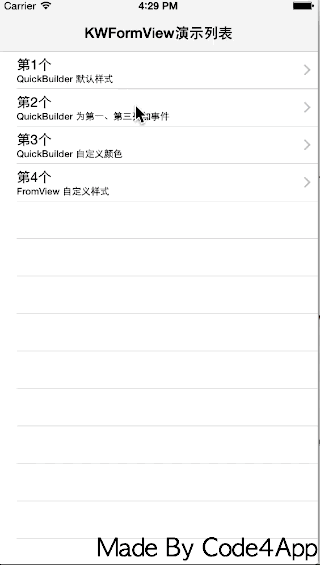 Carrier 4:29 PM
KWFormView演示列表
第1个
QuickBuilder 默认样式
第2个
QuickBuilder 为第一、第三 知事件
第3个
QuickBuilder 自定义颜色
第4个
FromView 自定义样式
Made By Code4App